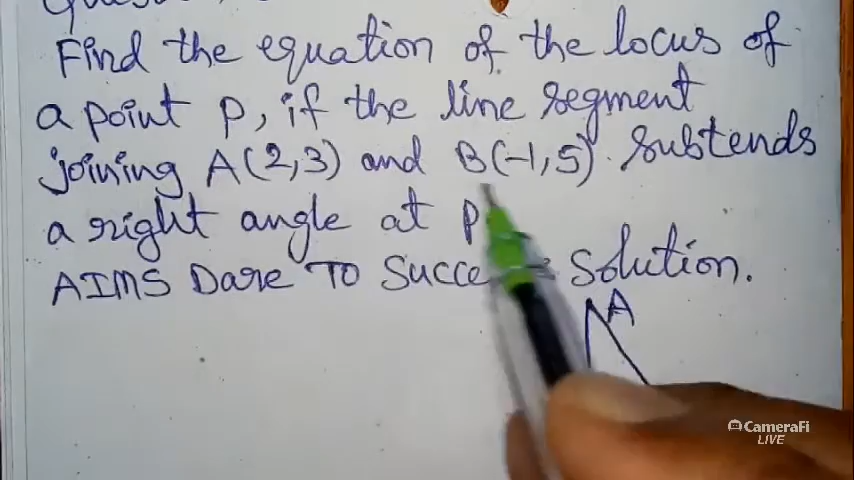 Find the equation of the locus of
a point P, if the line segment
joining A(2,3) and B(-1,5) subtends
a right angle at P
AIMS Dare To solution.
A
CameraFi
LIVE